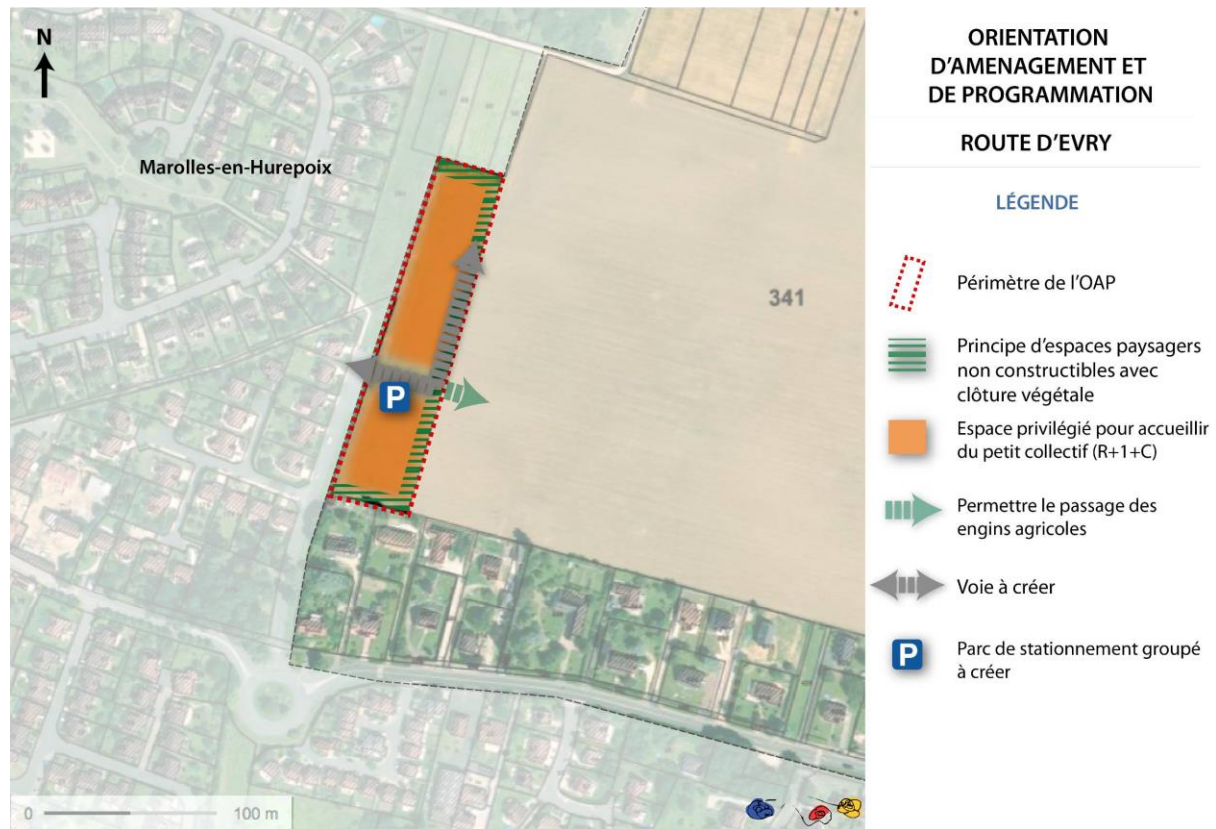 N
Marolles-en-Hurepoix
341
P
0 100 m
ORIENTATION
D'AMENAGEMENT ET
DE PROGRAMMATION
ROUTE D'EVRY
LÉGENDE
Périmètre de l'OAP
Principe d'espaces paysagers
non constructibles avec
clôture végétale
Espace privilégié pour accueillir
du petit collectif (R+1+C)
Permettre le passage des
engins agricoles
Voie à créer
P
Parc de stationnement groupé
à créer